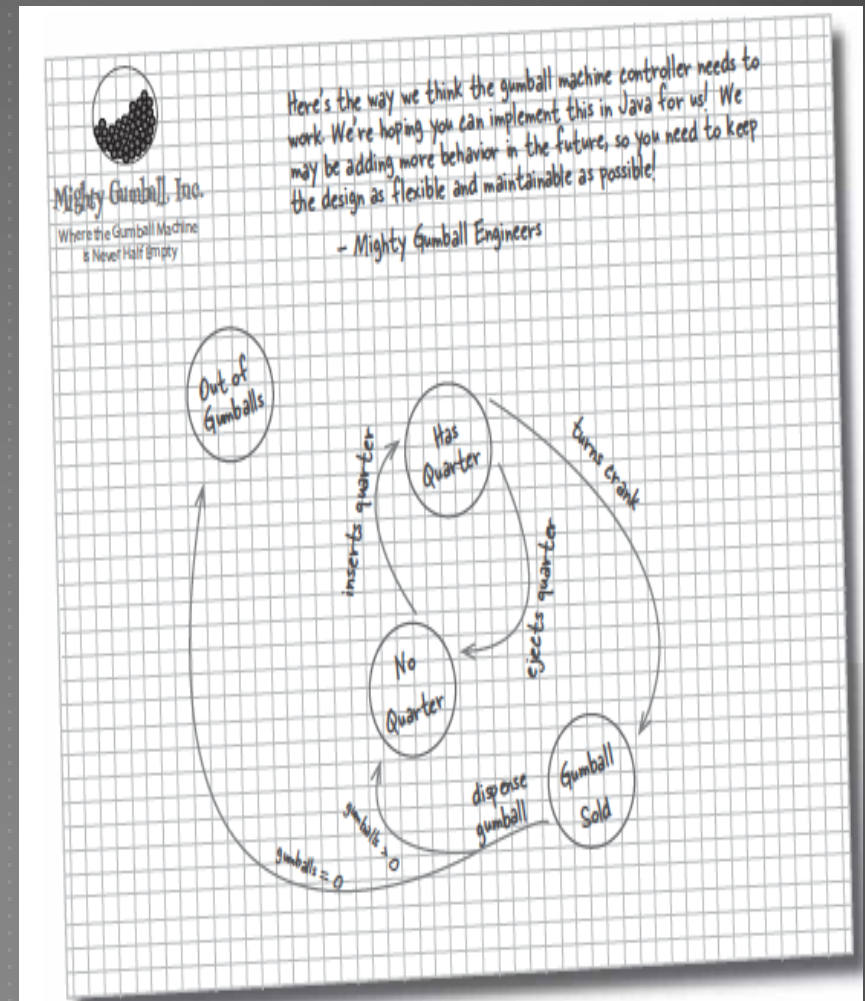 Mighty Gumball, Inc.
Where the Gumball Machine
is Never Half Empty
Here's the way we think the gumball machine controller needs to
work. We're hoping you can implement this in Java for us! We
may be adding more behavior in the future, so you need to keep
the design as flexible and maintainable as possible!
- Mighty Gumball Engineers
Out of
Gumballs
Has
Quarter
inserts quarter
turns crank
ejects quarter
No
Quarter
Gumball
Sold
dispense
gumball
gumballs > 0
gumballs = 0